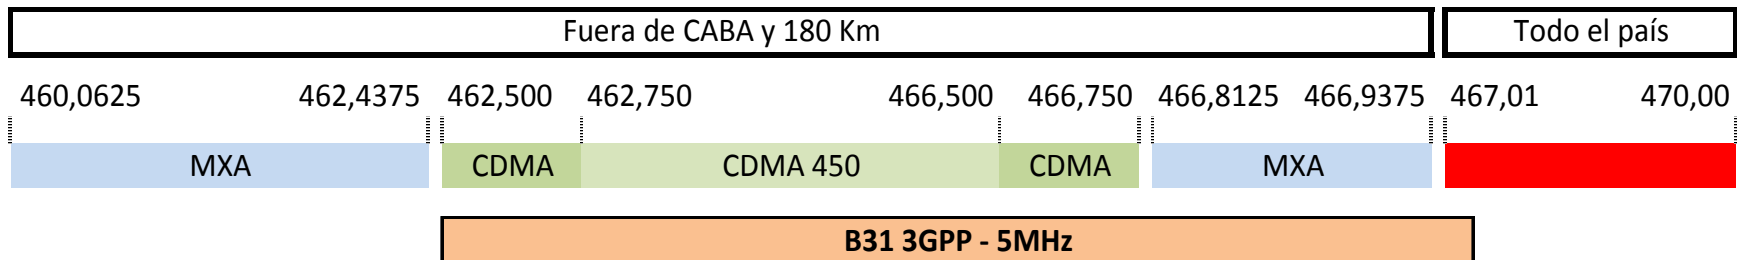 Fuera de CABA y 180 Km Todo el país
460,0625 462,4375 462,500 462,750 466,500 466,750 466,8125 466,9375 467,01 470,00
MXA CDMA CDMA 450 CDMA MXA
B31 3GPP - 5MHz